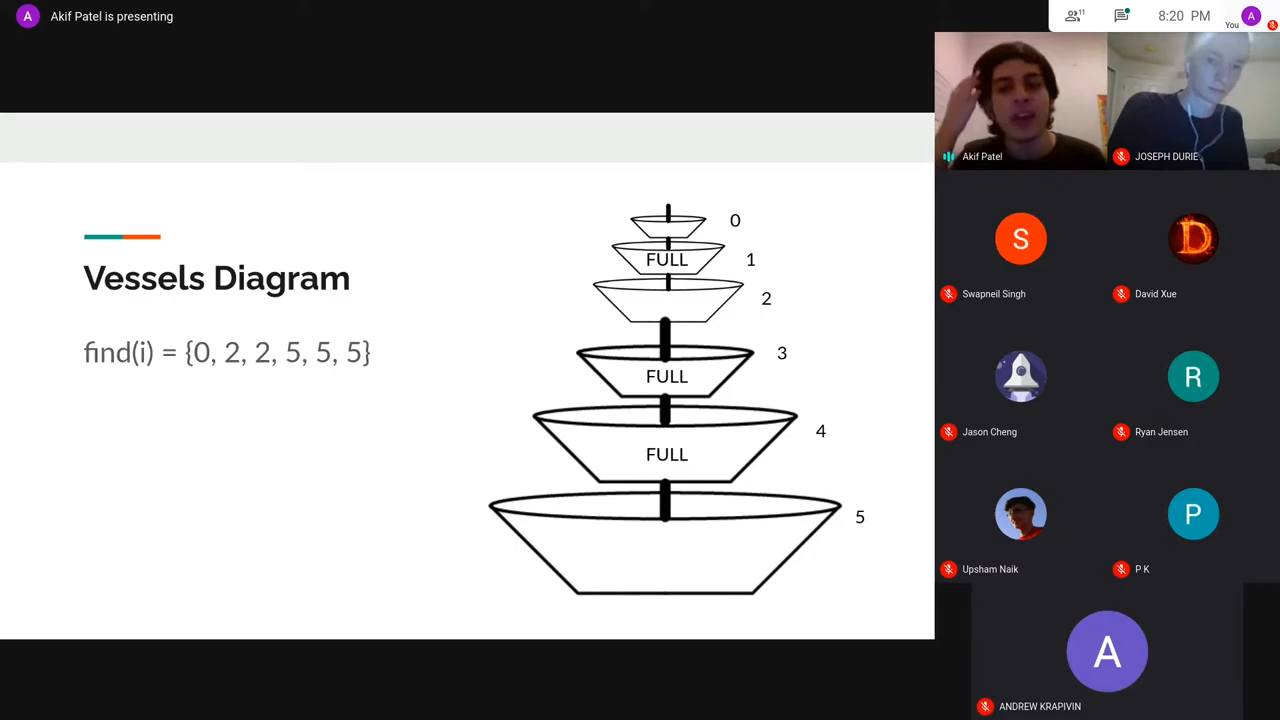 A
Akif Patel is presenting
11
8:20 PM
You
A
Vessels Diagram
find(i) = {0, 2, 2, 5, 5, 5}
0
FULL
1
2
3
FULL
4
FULL
5
Akif Patel
JOSEPH DURIE
S
Swapneil Singh
D
David Xue
Jason Cheng
R
Ryan Jensen
Upsham Naik
P
P K
A
ANDREW KRAPIVIN